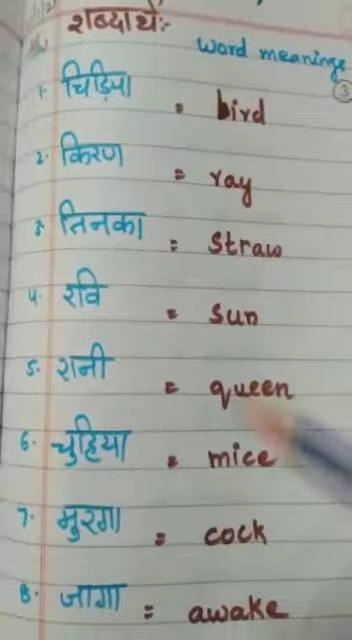 शब्दार्थ:-
word meanings
1. चिड़िया = bird
2. किरण = ray
3. तिनका = straw
4. रवि = sun
5. रानी = queen
6. चुहिया = mice
7. मुरगा = cock
8. जागा = awake